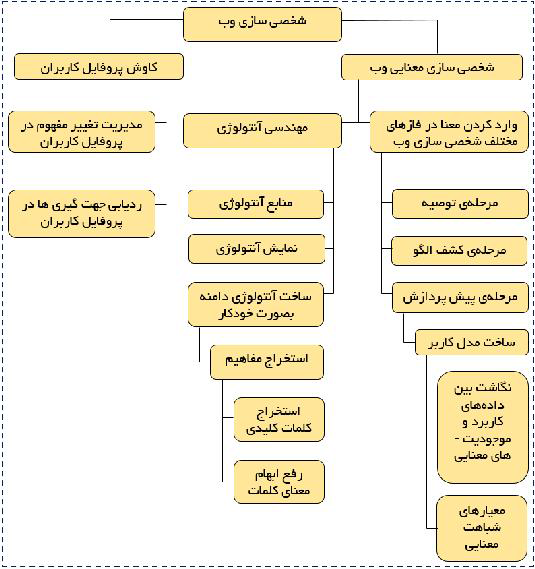 شخصی سازی وب
شخصی سازی معنایی وب
کاوش پروفایل کاربران
وارد کردن معنا در فازهای
مختلف شخصی سازی وب
مهندسی آنتولوژی
مدیریت تغییر مفهوم در
پروفایل کاربران
مرحله‌ی توصیه
منابع آنتولوژی
ردیابی جهت گیری ها در
پروفایل کاربران
مرحله‌ی کشف الگو
نمایش آنتولوژی
مرحله‌ی پیش پردازش
ساخت آنتولوژی دامنه
بصورت خودکار
ساخت مدل کاربر
استخراج مفاهیم
نگاشت بین
داده‌های
کاربرد و
موجودیت -
های معنایی
استخراج
کلمات کلیدی
رفع ابهام
معنای کلمات
معیارهای
شباهت
معنایی